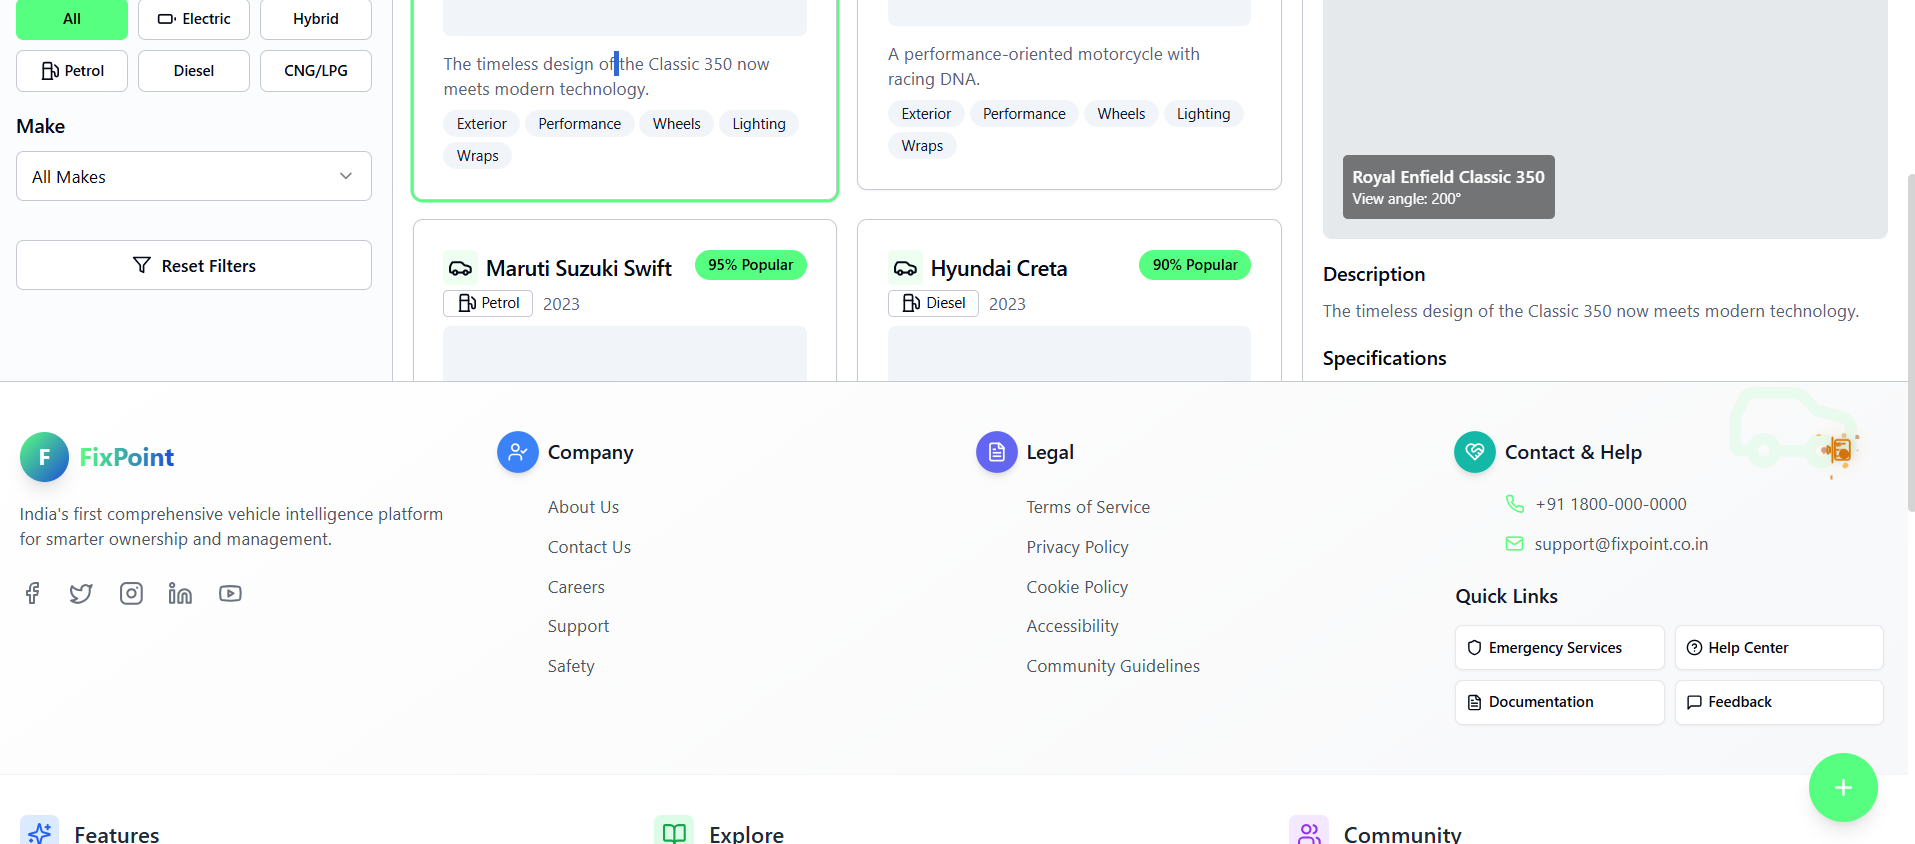 All
Electric
Hybrid
Petrol
Diesel
CNG/LPG
Make
All Makes
Reset Filters
The timeless design of the Classic 350 now
meets modern technology.
Exterior
Performance
Wheels
Lighting
Wraps
A performance-oriented motorcycle with
racing DNA.
Exterior
Performance
Wheels
Lighting
Wraps
Maruti Suzuki Swift
95% Popular
Petrol
2023
Hyundai Creta
90% Popular
Diesel
2023
Royal Enfield Classic 350
View angle: 200°
Description
The timeless design of the Classic 350 now meets modern technology.
Specifications
F
FixPoint
India's first comprehensive vehicle intelligence platform
for smarter ownership and management.
Company
About Us
Contact Us
Careers
Support
Safety
Legal
Terms of Service
Privacy Policy
Cookie Policy
Accessibility
Community Guidelines
Contact & Help
+91 1800-000-0000
support@fixpoint.co.in
Quick Links
Emergency Services
Help Center
Documentation
Feedback
Features
Explore
Community